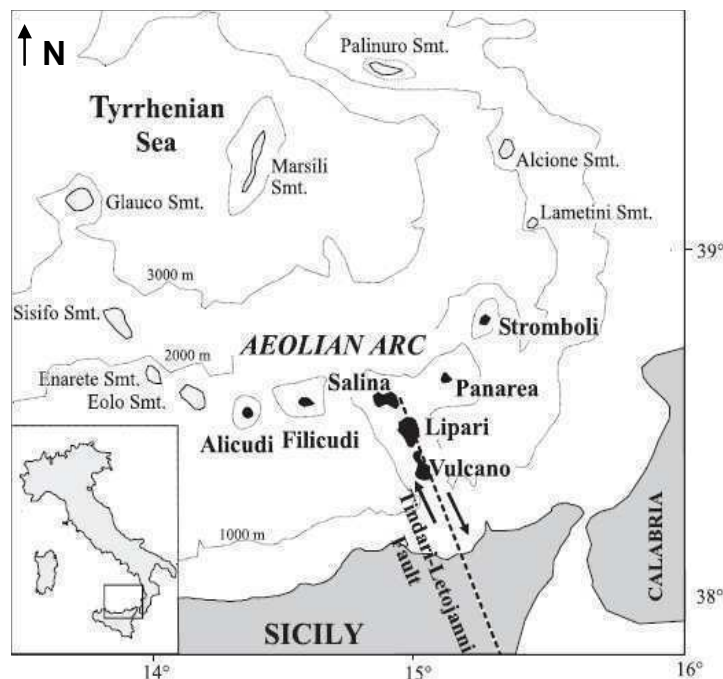 N
Palinuro Smt.
Tyrrhenian
Sea
Marsili
Smt.
Alcione Smt.
Glauco Smt.
Lametini Smt.
39°
3000 m
Sisifo Smt.
Stromboli
AEOLIAN ARC
2000 m
Enarete Smt.
Eolo Smt.
Salina
Panarea
Alicudi
Filicudi
Lipari
Vulcano
1000 m
Tindari-Letojanni
Fault
CALABRIA
38°
SICILY
14°
15°
16°